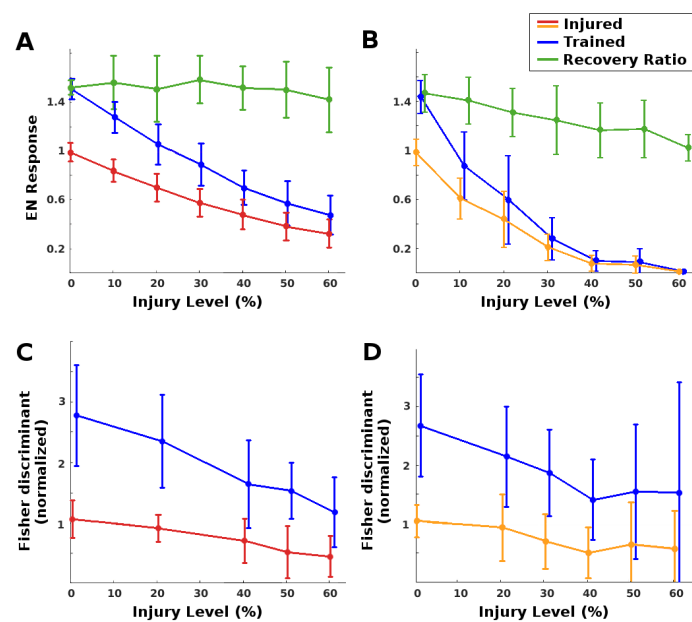 Injured
Trained
Recovery Ratio
A
B
EN Response
1.4
1
0.6
0.2
0 10 20 30 40 50 60
Injury Level (%)
1.4
1
0.6
0.2
0 10 20 30 40 50 60
Injury Level (%)
C
D
Fisher discriminant
(normalized)
3
2
1
0 10 20 30 40 50 60
Injury Level (%)
Fisher discriminant
(normalized)
3
2
1
0 10 20 30 40 50 60
Injury Level (%)